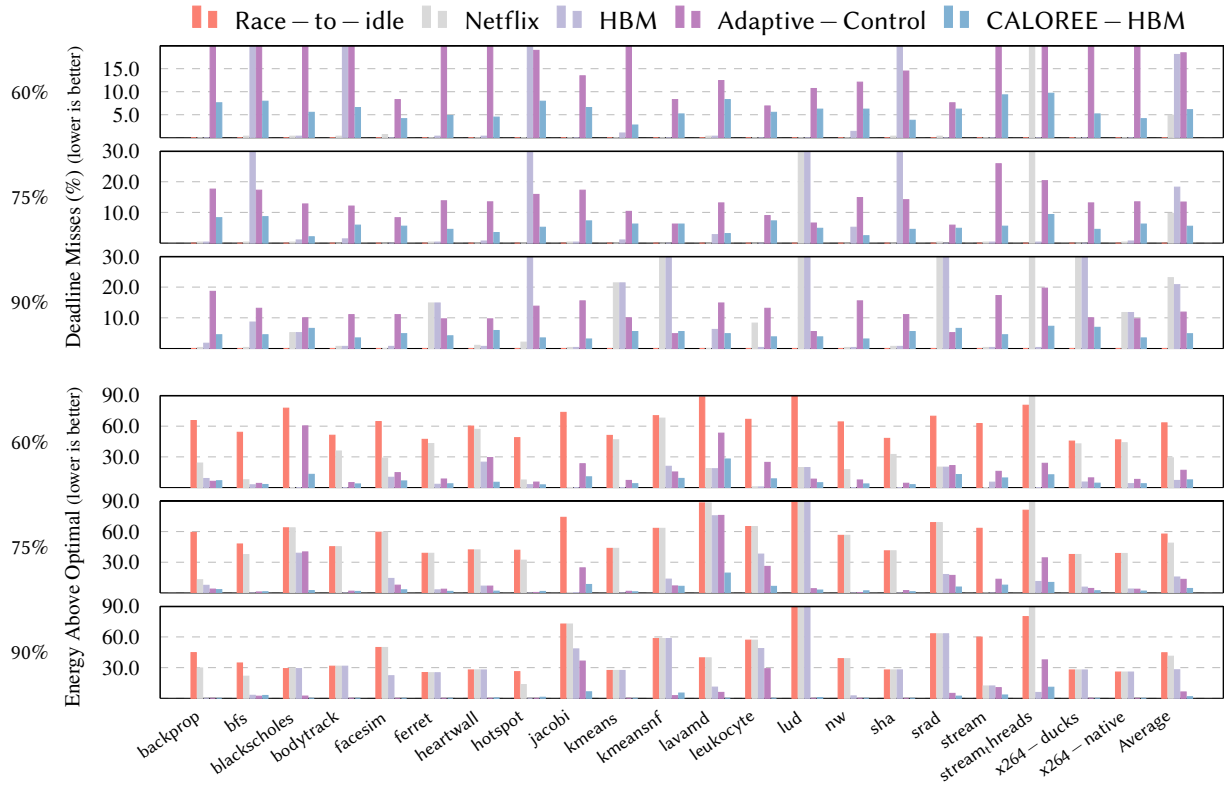 Race – to – idle Netflix HBM Adaptive – Control CALOREE – HBM
Deadline Misses (%) (lower is better)
60%
15.0
10.0
5.0
75%
30.0
20.0
10.0
90%
30.0
20.0
10.0
Energy Above Optimal (lower is better)
60%
90.0
60.0
30.0
75%
90.0
60.0
30.0
90%
90.0
60.0
30.0
backprop
bfs
blackscholes
bodytrack
facesim
ferret
heartwall
hotspot
jacobi
kmeans
kmeansnf
lavamd
leukocyte
lud
nw
sha
srad
stream
streamthreads
x264 – ducks
x264 – native
Average